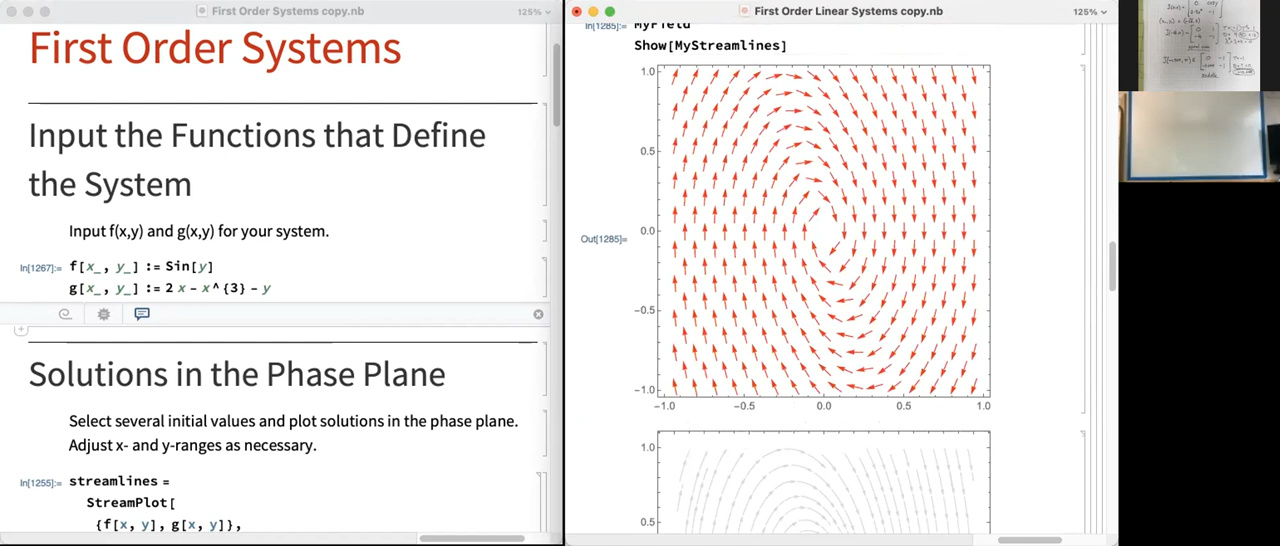 First Order Systems copy.nb
125%
First Order Systems
Input the Functions that Define
the System
Input f(x,y) and g(x,y) for your system.
In[1267]:= f[x_, y_] := Sin[y]
g[x_, y_] := 2 x - x^{3} - y
Solutions in the Phase Plane
Select several initial values and plot solutions in the phase plane.
Adjust x- and y-ranges as necessary.
In[1255]:= streamlines =
StreamPlot[
{f[x, y], g[x, y]},
First Order Linear Systems copy.nb
125%
In[1285]:= MyField
Show[MyStreamlines]
Out[1285]=
1.0
0.5
0.0
-0.5
-1.0
-1.0 -0.5 0.0 0.5 1.0
1.0
0.5